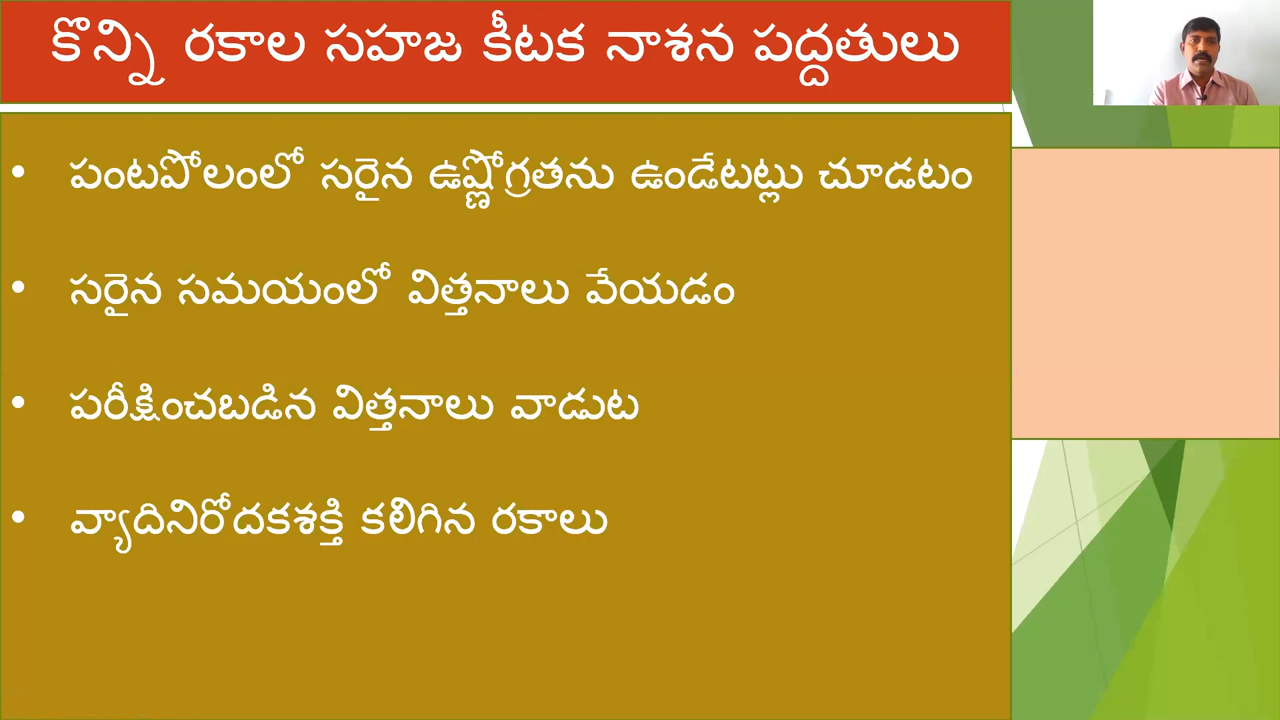 కొన్ని రకాల సహజ కీటక నాశన పద్దతులు
• పంటపోలంలో సరైన ఉష్ణోగ్రతను ఉండేటట్లు చూడటం
• సరైన సమయంలో విత్తనాలు వేయడం
• పరీక్షించబడిన విత్తనాలు వాడుట
• వ్యాదినిరోదకశక్తి కలిగిన రకాలు